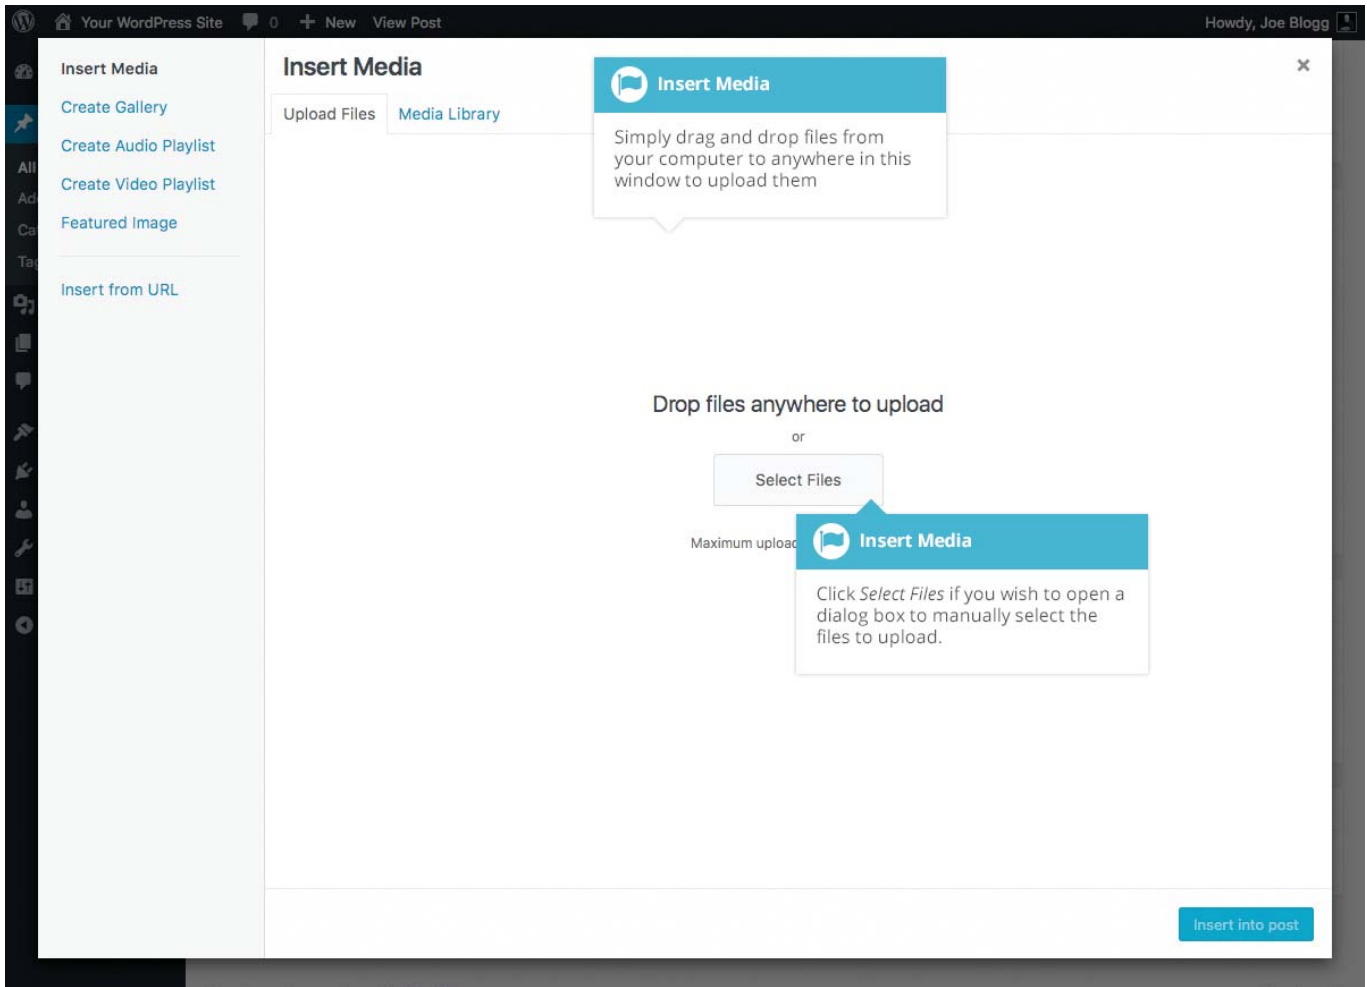 Your WordPress Site 0 New View Post Howdy, Joe Blogg
Insert Media
Create Gallery
Create Audio Playlist
Create Video Playlist
Featured Image
Insert from URL
All
Insert Media
Upload Files Media Library
Insert Media
Simply drag and drop files from
your computer to anywhere in this
window to upload them
Drop files anywhere to upload
or
Select Files
Maximum upload
Insert Media
Click Select Files if you wish to open a
dialog box to manually select the
files to upload.
Insert into post